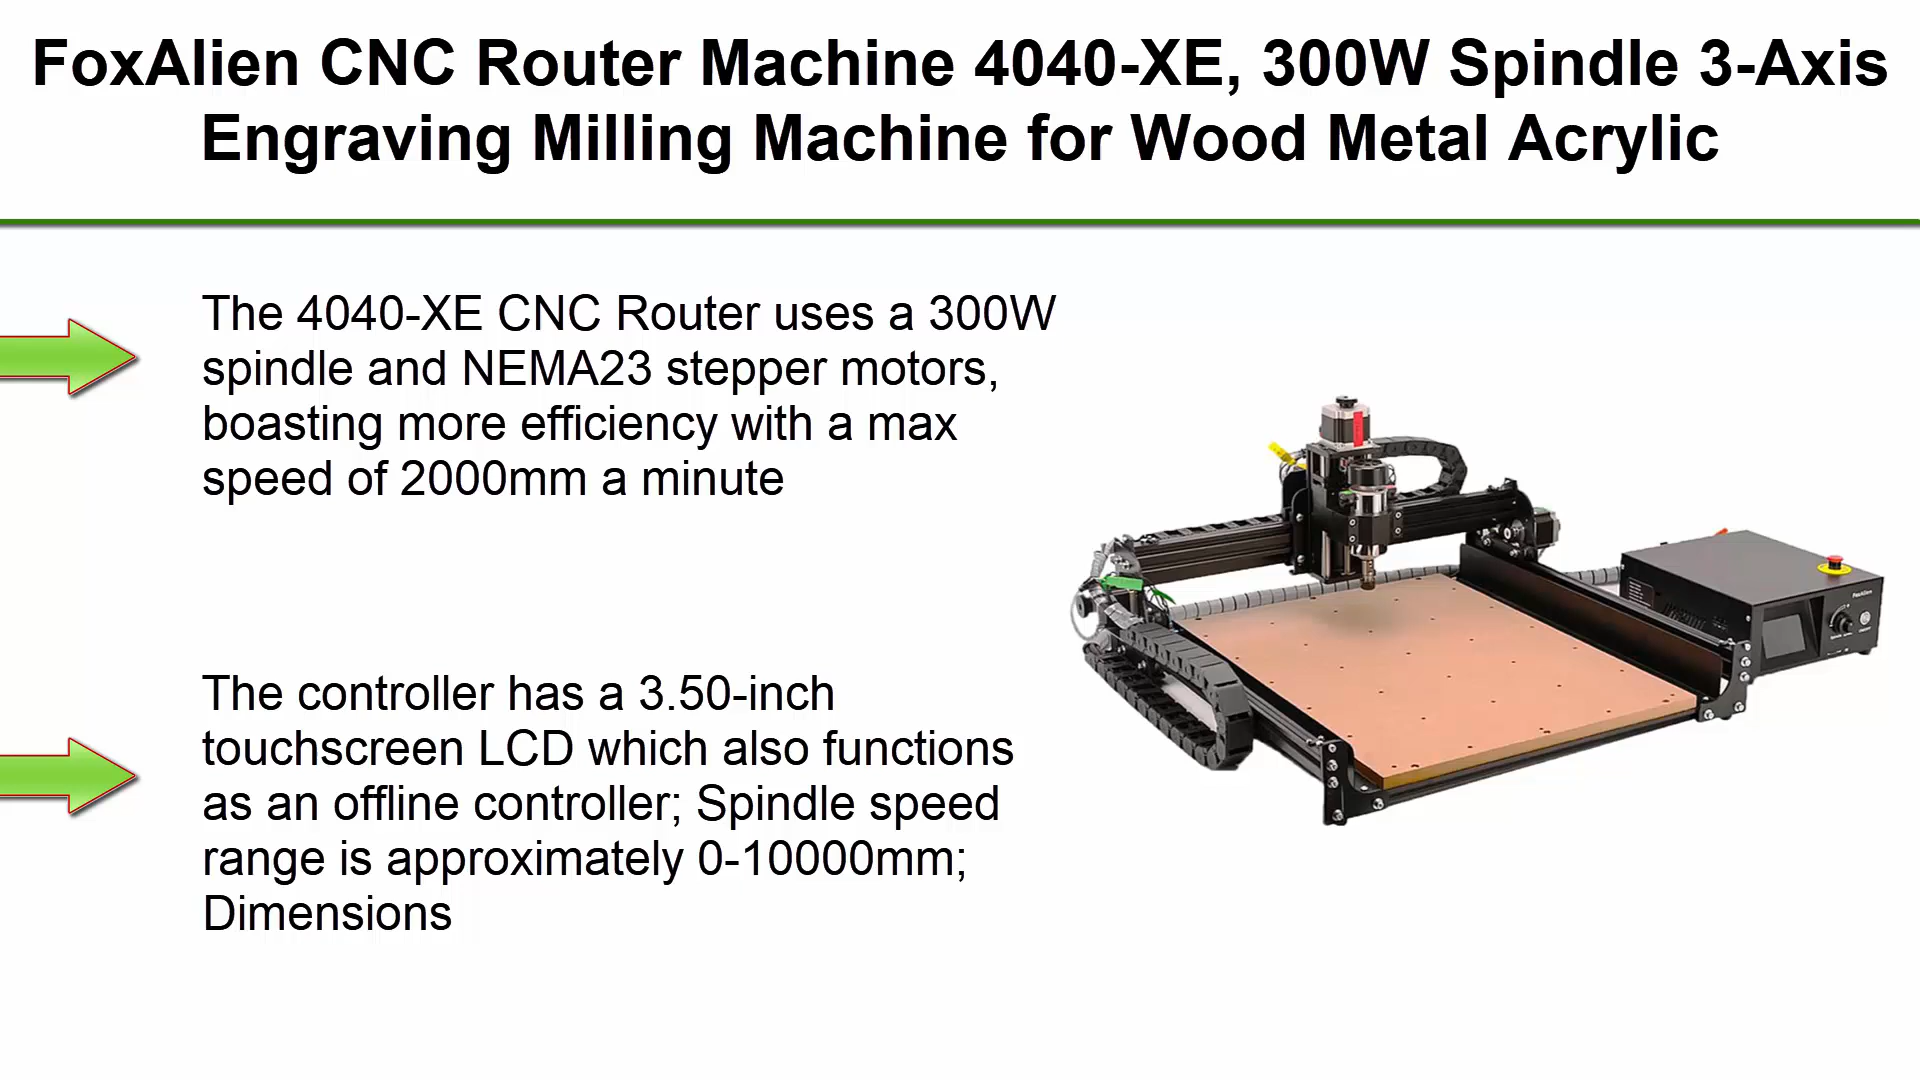 FoxAlien CNC Router Machine 4040-XE, 300W Spindle 3-Axis
Engraving Milling Machine for Wood Metal Acrylic
The 4040-XE CNC Router uses a 300W
spindle and NEMA23 stepper motors,
boasting more efficiency with a max
speed of 2000mm a minute
The controller has a 3.50-inch
touchscreen LCD which also functions
as an offline controller; Spindle speed
range is approximately 0-10000mm;
Dimensions
FoxAlien